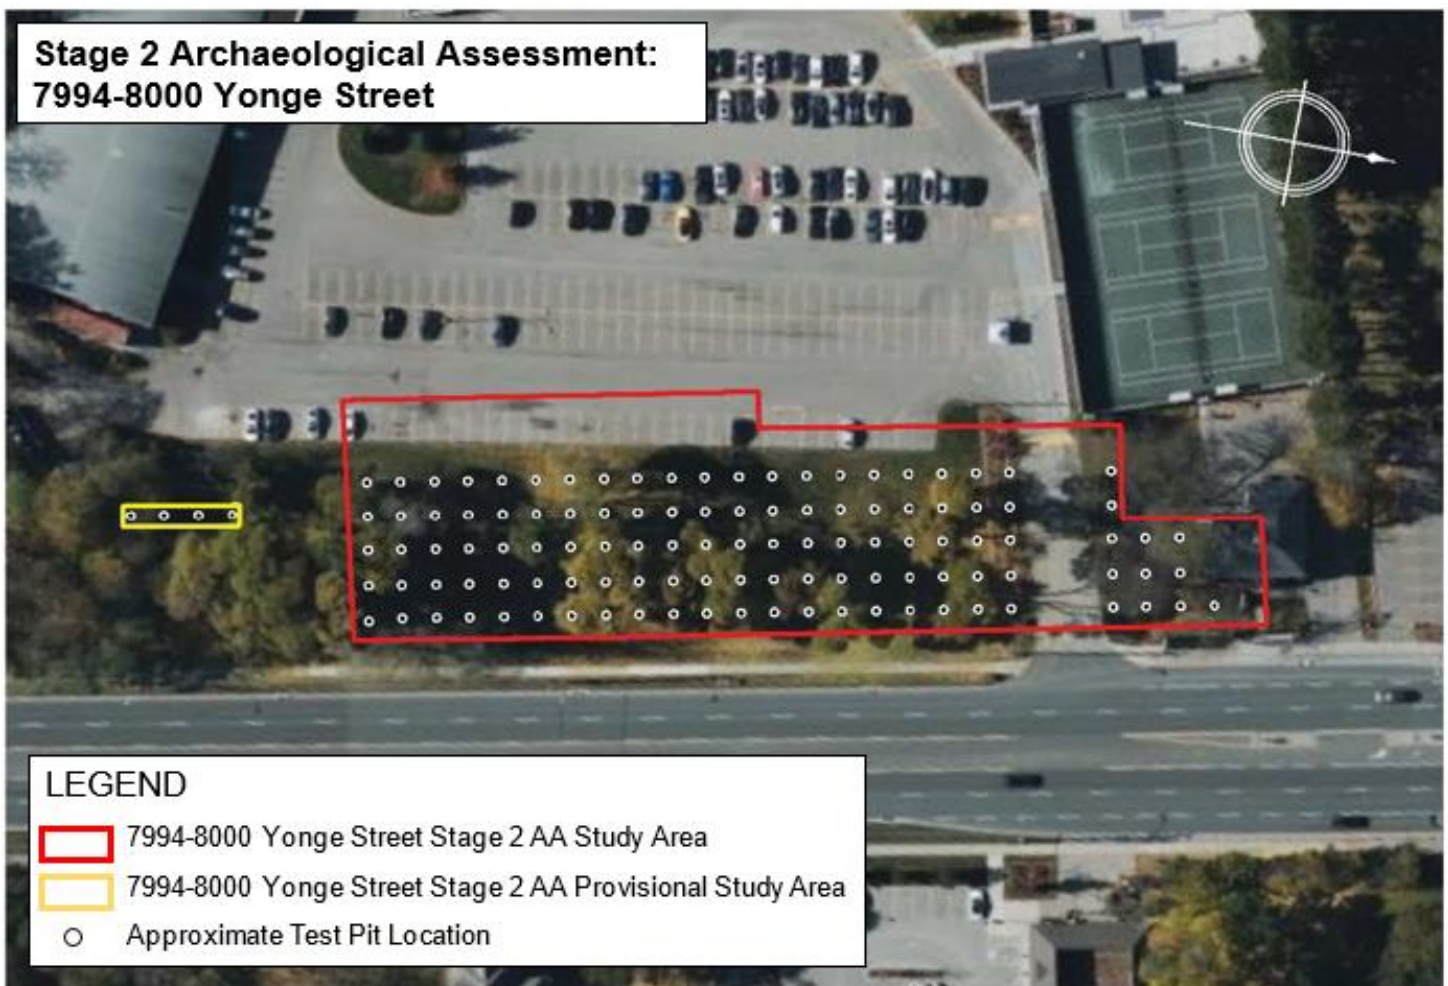 Stage 2 Archaeological Assessment:
7994-8000 Yonge Street
LEGEND
7994-8000 Yonge Street Stage 2 AA Study Area
7994-8000 Yonge Street Stage 2 AA Provisional Study Area
Approximate Test Pit Location